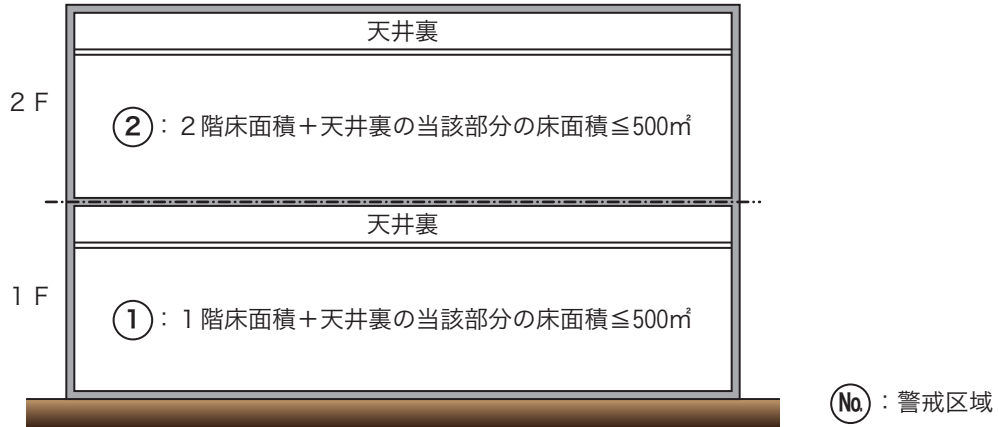 天井裏
2 F
②：2階床面積＋天井裏の当該部分の床面積≦500㎡
天井裏
1 F
①：1階床面積＋天井裏の当該部分の床面積≦500㎡
No.：警戒区域